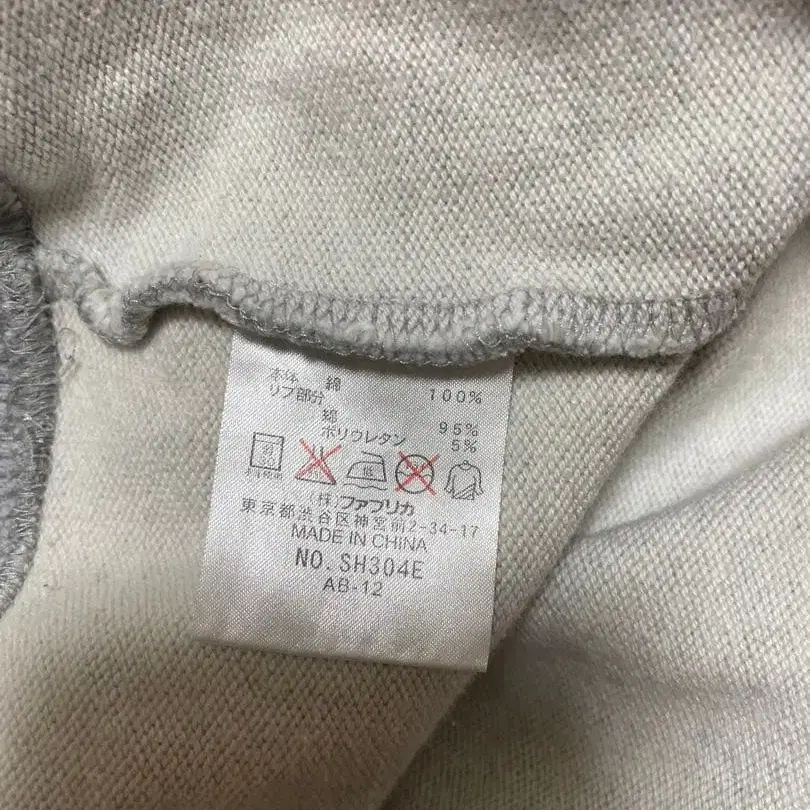 本体 綿 100%
リブ部分
綿 95%
ポリウレタン 5%
低
(株)ファブリカ
東京都渋谷区神宮前2-34-17
MADE IN CHINA
NO. SH304E
AB-12